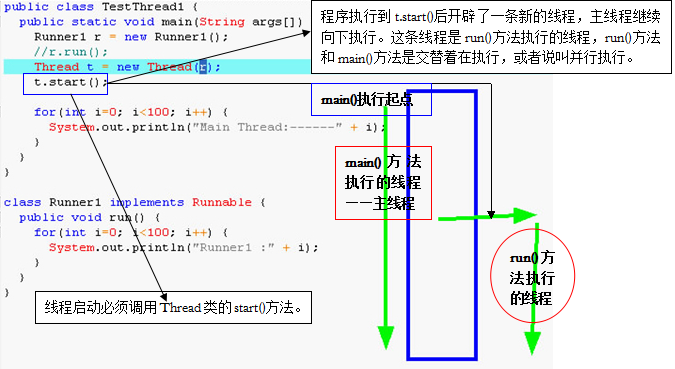 public class TestThread1 {
public static void main(String args[])
Runner1 r = new Runner1();
//r.run();
Thread t = new Thread(r);
t.start();
for(int i=0; i<100; i++) {
System.out.println("Main Thread:------" + i);
}
}
}
class Runner1 implements Runnable {
public void run() {
for(int i=0; i<100; i++) {
System.out.println("Runner1 :" + i);
}
}
}
程序执行到 t.start()后开辟了一条新的线程，主线程继续
向下执行。这条线程是 run()方法执行的线程，run()方法
和 main()方法是交替着在执行，或者说叫并行执行。
main()执行起点
main() 方 法
执行的线程
——主线程
run() 方
法执行
的线程
线程启动必须调用 Thread 类的 start()方法。